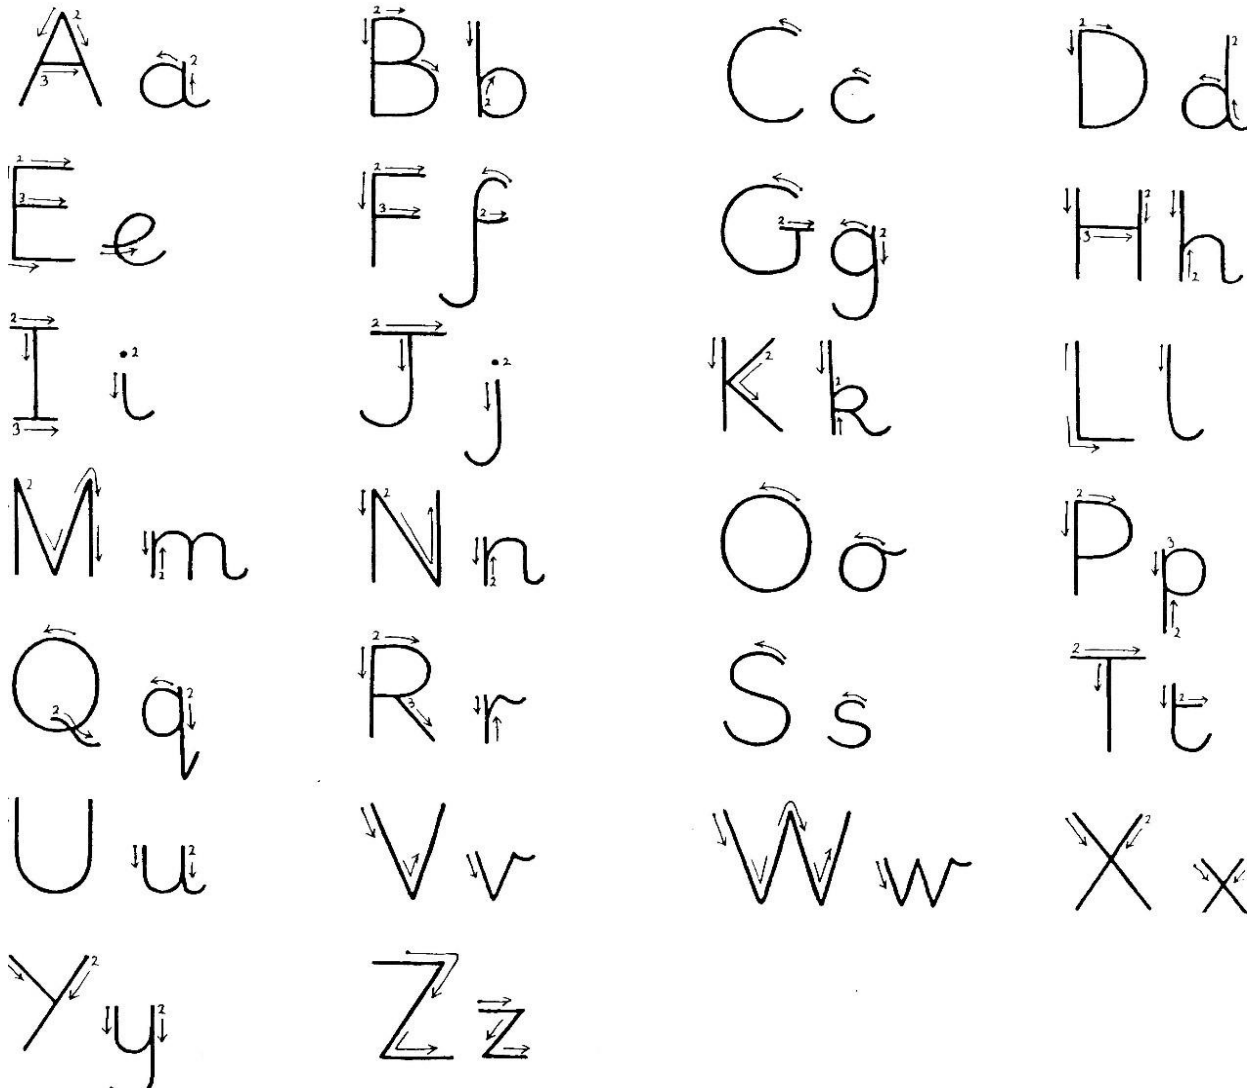 A a B b C c D d
E e F f G g H h
I i J j K k L l
M m N n O o P p
Q q R r S s T t
U u V v W w X x
Y y Z z